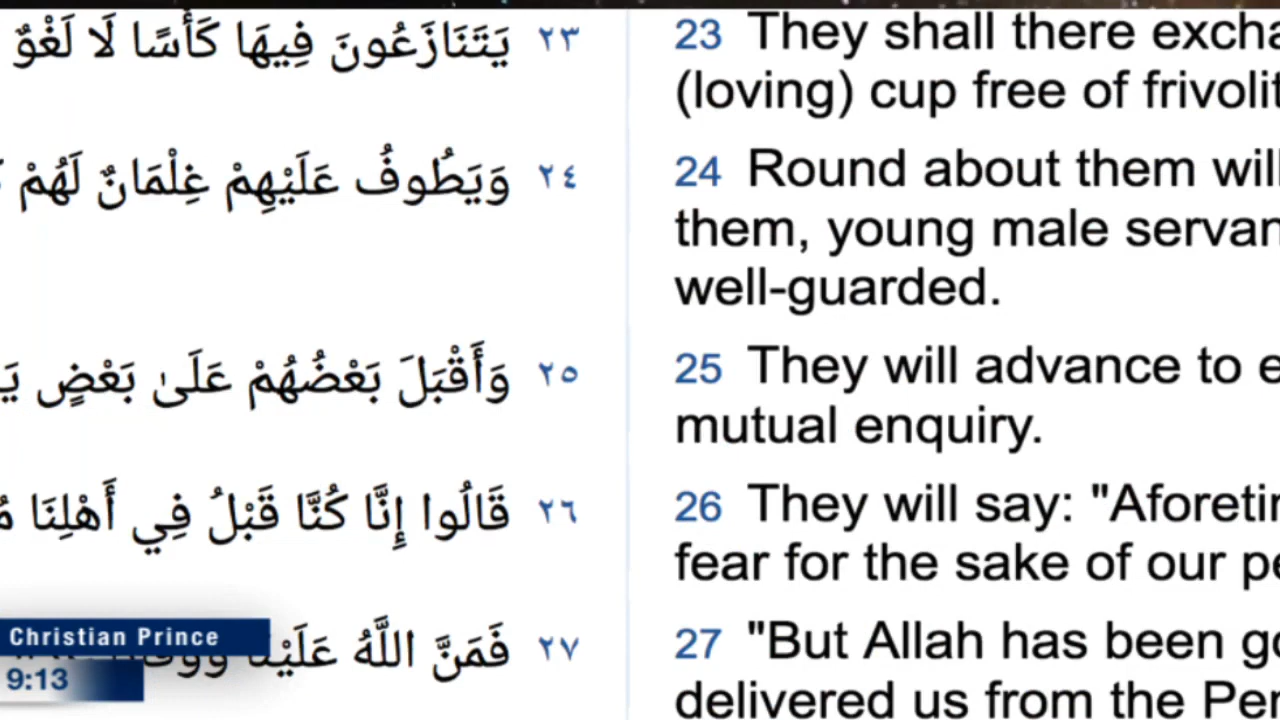 ٢٣ يَتَنَازَعُونَ فِيهَا كَأْسًا لَا لَغْوٌ
٢٤ وَيَطُوفُ عَلَيْهِمْ غِلْمَانٌ لَهُمْ
٢٥ وَأَقْبَلَ بَعْضُهُمْ عَلَىٰ بَعْضٍ
٢٦ قَالُوا إِنَّا كُنَّا قَبْلُ فِي أَهْلِنَا
٢٧ فَمَنَّ اللَّهُ عَلَيْنَا
23 They shall there excha
(loving) cup free of frivolit
24 Round about them will
them, young male servan
well-guarded.
25 They will advance to e
mutual enquiry.
26 They will say: "Aforetim
fear for the sake of our pe
27 "But Allah has been go
delivered us from the Pen
Christian Prince
9:13